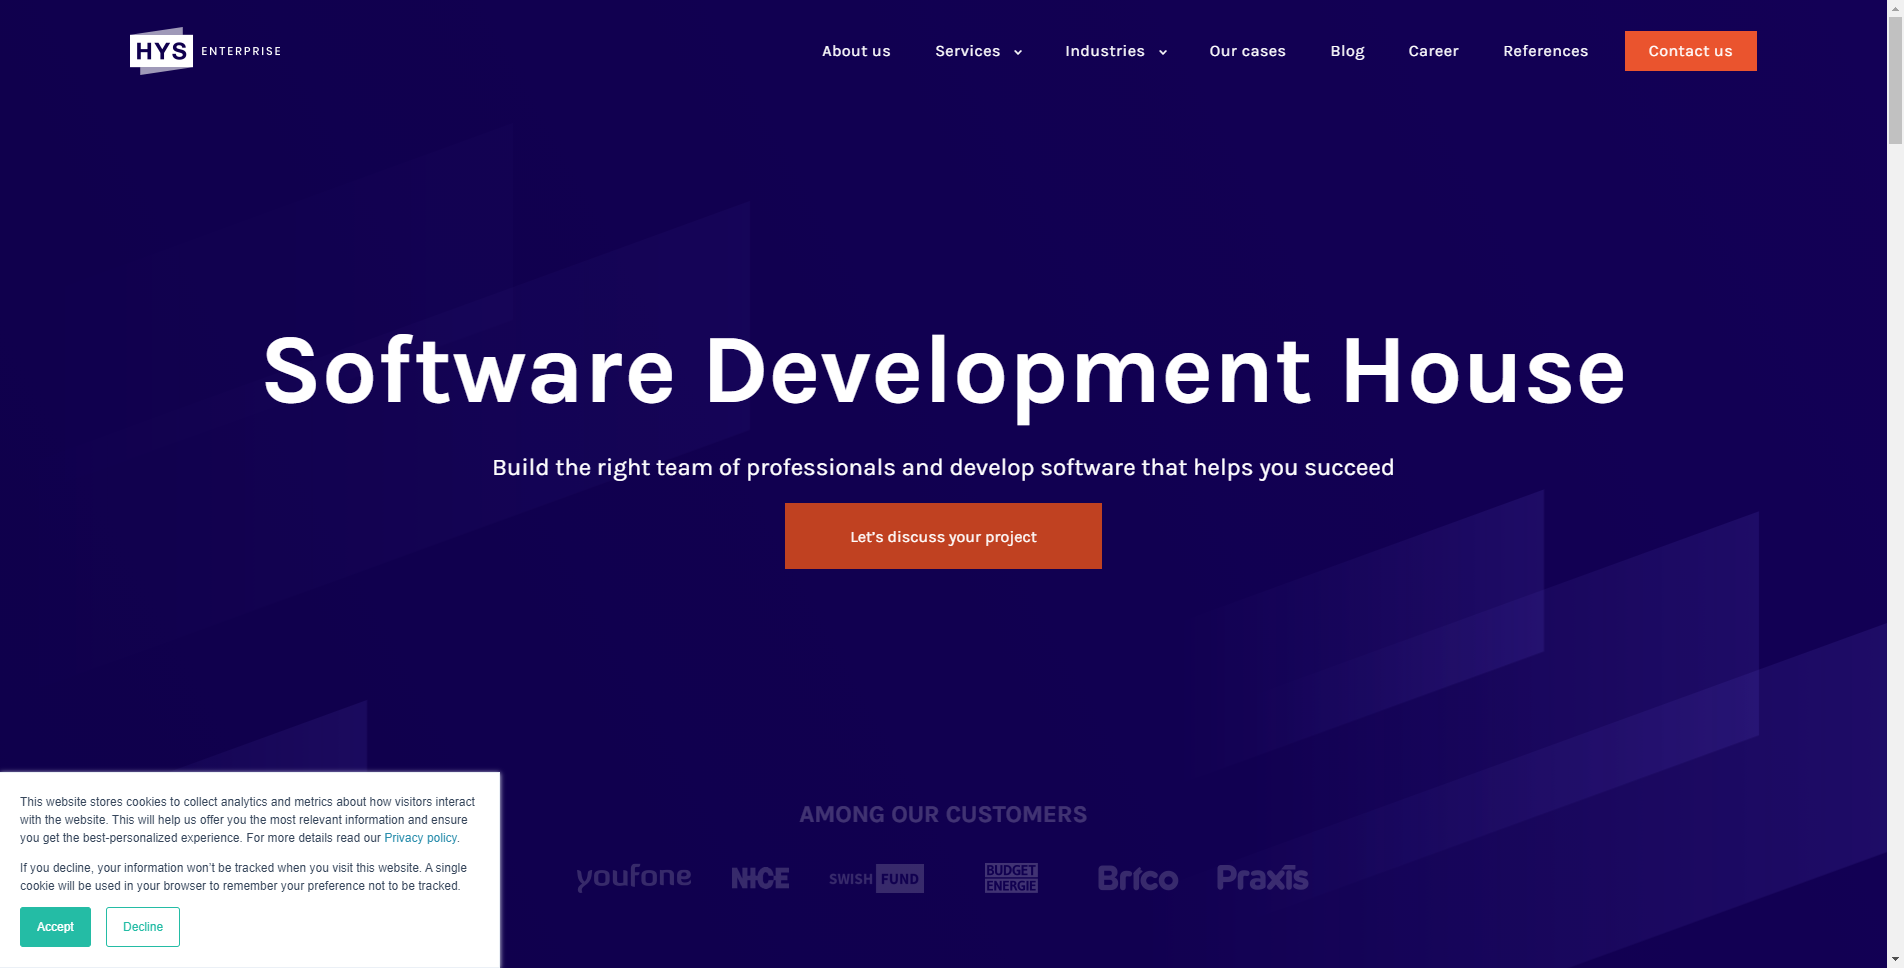 HYS ENTERPRISE
About us
Services
Industries
Our cases
Blog
Career
References
Contact us
Software Development House
Build the right team of professionals and develop software that helps you succeed
Let's discuss your project
AMONG OUR CUSTOMERS
youfone
NICE
SWISH FUND
BUDGET
ENERGIE
Brico
Praxis
This website stores cookies to collect analytics and metrics about how visitors interact
with the website. This will help us offer you the most relevant information and ensure
you get the best-personalized experience. For more details read our Privacy policy.
If you decline, your information won't be tracked when you visit this website. A single
cookie will be used in your browser to remember your preference not to be tracked.
Accept
Decline